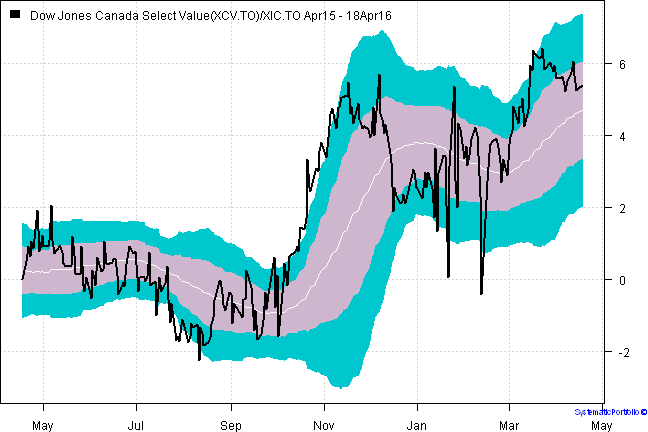 Dow Jones Canada Select Value(XCV.TO)/XIC.TO Apr15 - 18Apr16
6
4
2
0
-2
SystematicPortfolio ©
May Jul Sep Nov Jan Mar May